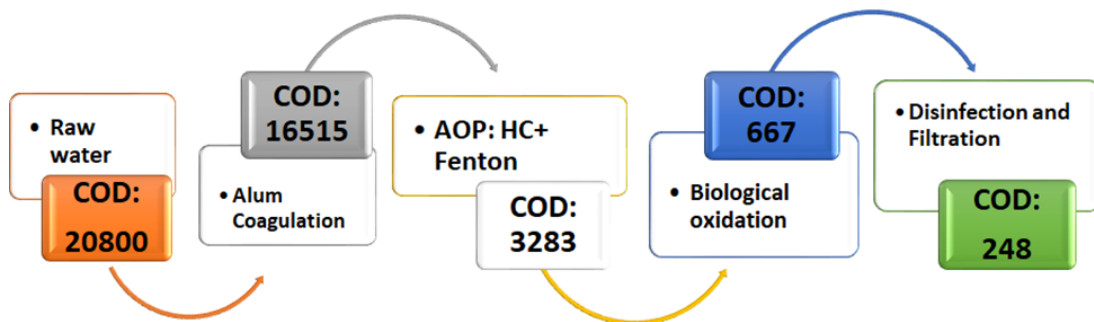 • Raw
water
COD:
20800
COD:
16515
• Alum
Coagulation
• AOP: HC+
Fenton
COD:
3283
COD:
667
• Biological
oxidation
• Disinfection and
Filtration
COD:
248